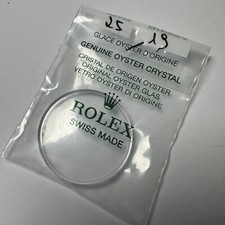 25 19
GLACE OYSTER D'ORIGINE
GENUINE OYSTER CRYSTAL
CRISTAL DE ORIGEN OYSTER
ORIGINAL OYSTER GLAS
VETRO OYSTER DI ORIGINE
ROLEX
SWISS MADE